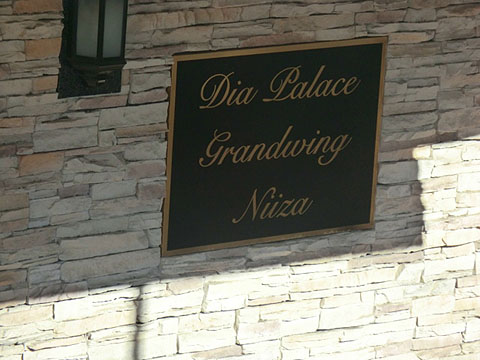 Dia Palace
Grandwing
Niiza